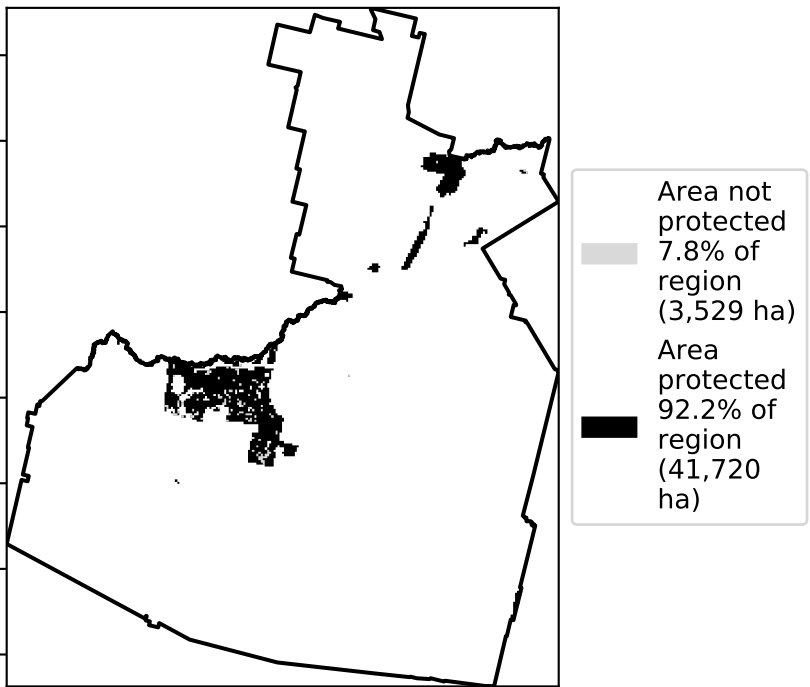 Area not
protected
7.8% of
region
(3,529 ha)
Area
protected
92.2% of
region
(41,720
ha)